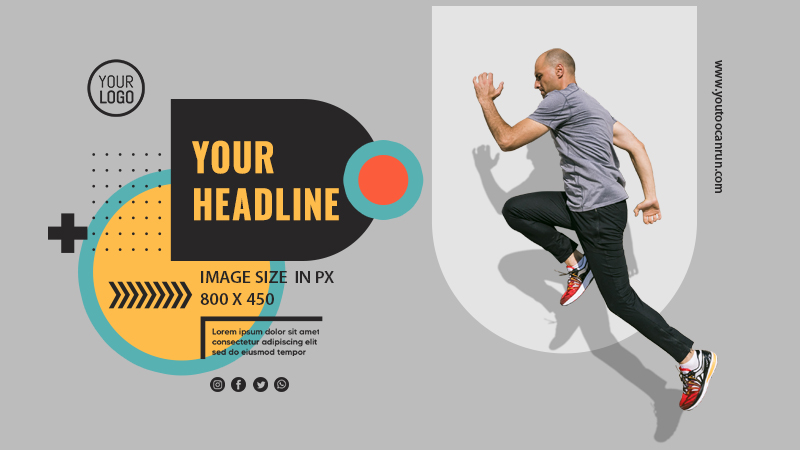 YOUR
LOGO
YOUR
HEADLINE
IMAGE SIZE IN PX
800 X 450
Lorem ipsum dolor sit amet
consectetur adipiscing elit
sed do eiusmod tempor
www.youtoocanrun.com